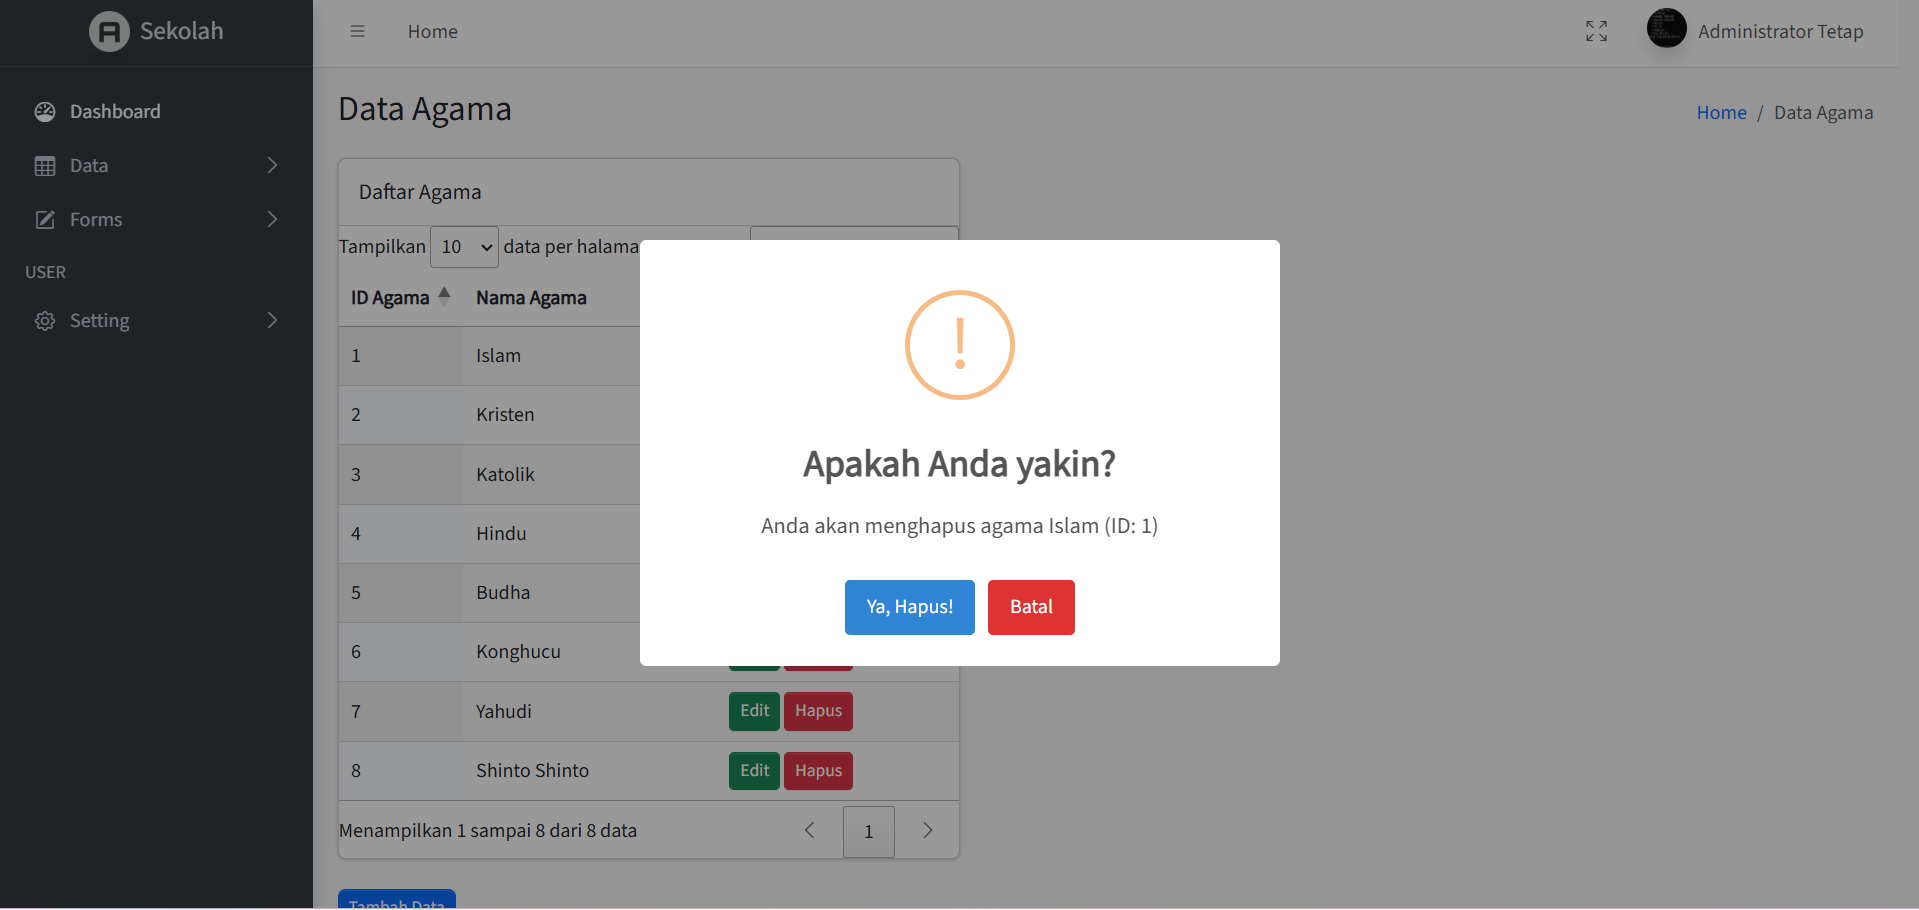 Sekolah
Home
Administrator Tetap
Dashboard
Data
Forms
USER
Setting
Data Agama
Home / Data Agama
Daftar Agama
Tampilkan 10 data per halama
ID Agama Nama Agama
1 Islam
2 Kristen
3 Katolik
4 Hindu
5 Budha
6 Konghucu
7 Yahudi Edit Hapus
8 Shinto Shinto Edit Hapus
Menampilkan 1 sampai 8 dari 8 data
1
Tambah Data
!
Apakah Anda yakin?
Anda akan menghapus agama Islam (ID: 1)
Ya, Hapus! Batal